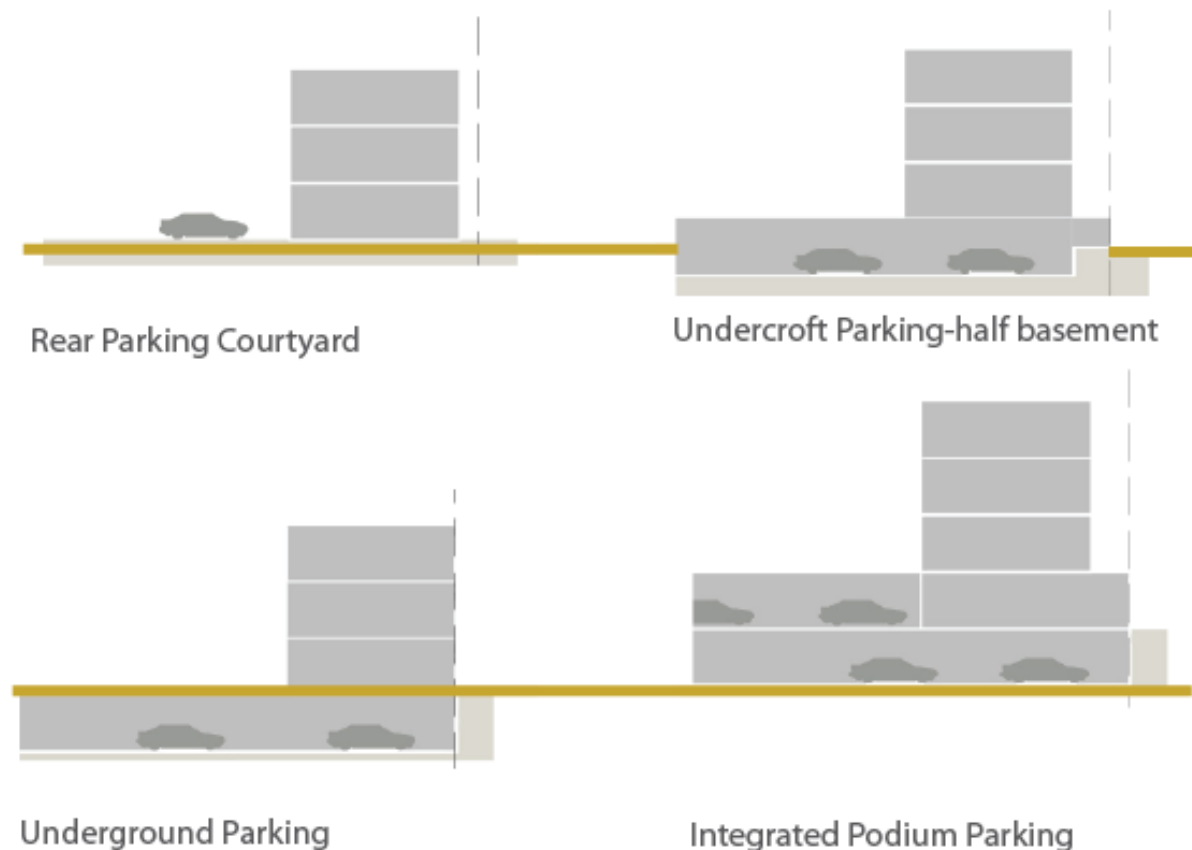 Rear Parking Courtyard
Undercroft Parking-half basement
Underground Parking
Integrated Podium Parking